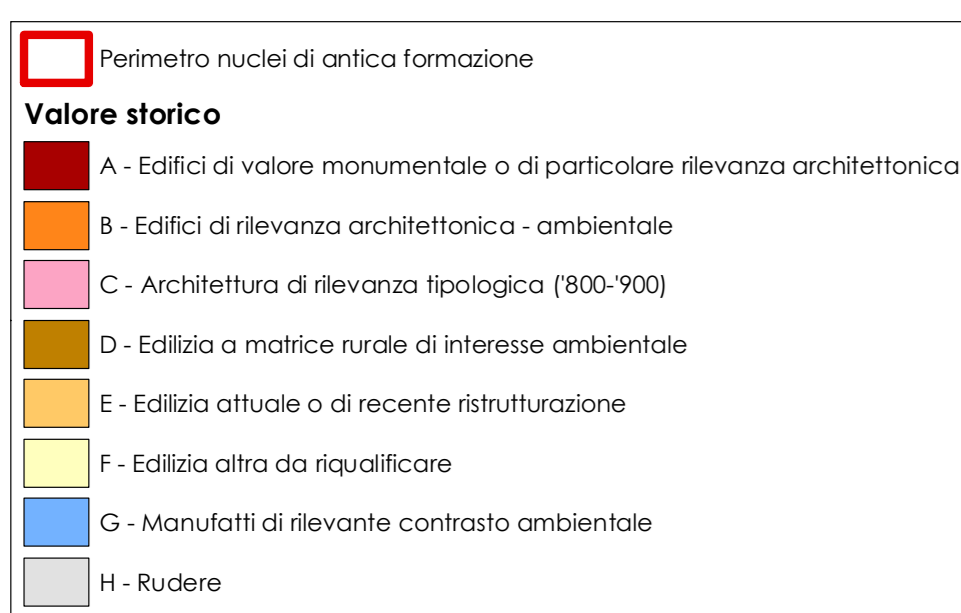 Perimetro nuclei di antica formazione
Valore storico
A - Edifici di valore monumentale o di particolare rilevanza architettonica
B - Edifici di rilevanza architettonica - ambientale
C - Architettura di rilevanza tipologica ('800-'900)
D - Edilizia a matrice rurale di interesse ambientale
E - Edilizia attuale o di recente ristrutturazione
F - Edilizia altra da riqualificare
G - Manufatti di rilevante contrasto ambientale
H - Rudere